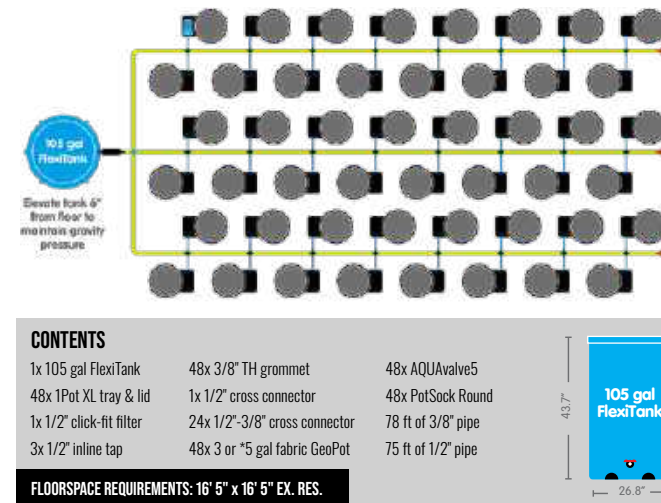 105 gal
FlexiTank
Elevate tank 6"
from floor to
maintain gravity
pressure
CONTENTS
1x 105 gal FlexiTank
48x 1Pot XL tray & lid
1x 1/2" click-fit filter
3x 1/2" inline tap
48x 3/8" TH grommet
1x 1/2" cross connector
24x 1/2"-3/8" cross connector
48x 3 or *5 gal fabric GeoPot
48x AQUAvalve5
48x PotSock Round
78 ft of 3/8" pipe
75 ft of 1/2" pipe
FLOORSPACE REQUIREMENTS: 16' 5" x 16' 5" EX. RES.
43.7"
105 gal
FlexiTank
26.8"